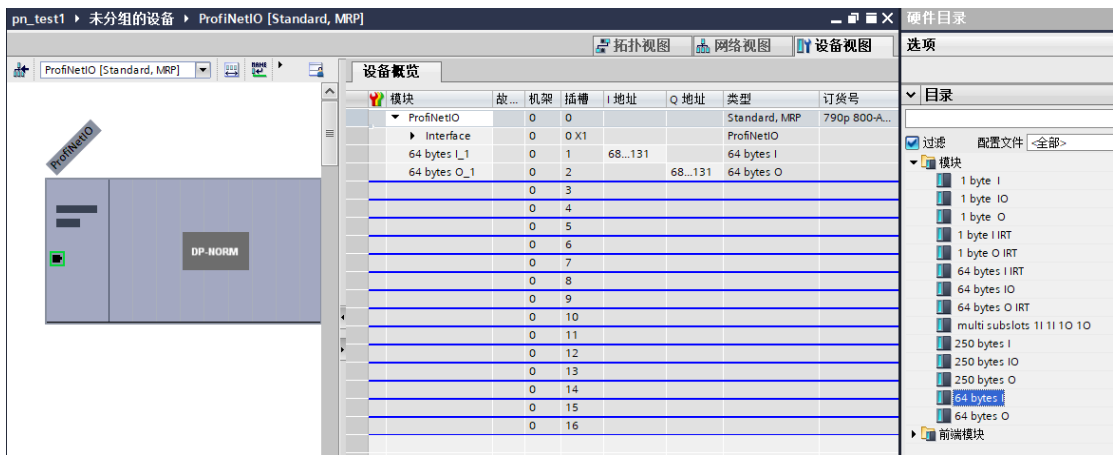 pn_test1 ▸ 未分组的设备 ▸ ProfiNetIO [Standard, MRP]
硬件目录
拓扑视图 网络视图 设备视图
选项
ProfiNetIO [Standard, MRP]
设备概览
目录
模块 故... 机架 插槽 I 地址 Q 地址 类型 订货号
ProfiNetIO 0 0 Standard, MRP 790p 800-A...
Interface 0 0 X1 ProfiNetIO
64 bytes I_1 0 1 68...131 64 bytes I
64 bytes O_1 0 2 68...131 64 bytes O
0 3
0 4
0 5
0 6
0 7
0 8
0 9
0 10
0 11
0 12
0 13
0 14
0 15
0 16
ProfiNetIO
DP-NORM
过滤 配置文件 <全部>
模块
1 byte I
1 byte IO
1 byte O
1 byte I IRT
1 byte O IRT
64 bytes I IRT
64 bytes IO
64 bytes O IRT
multi subslots 1I 1I 1O 1O
250 bytes I
250 bytes IO
250 bytes O
64 bytes I
64 bytes O
前端模块